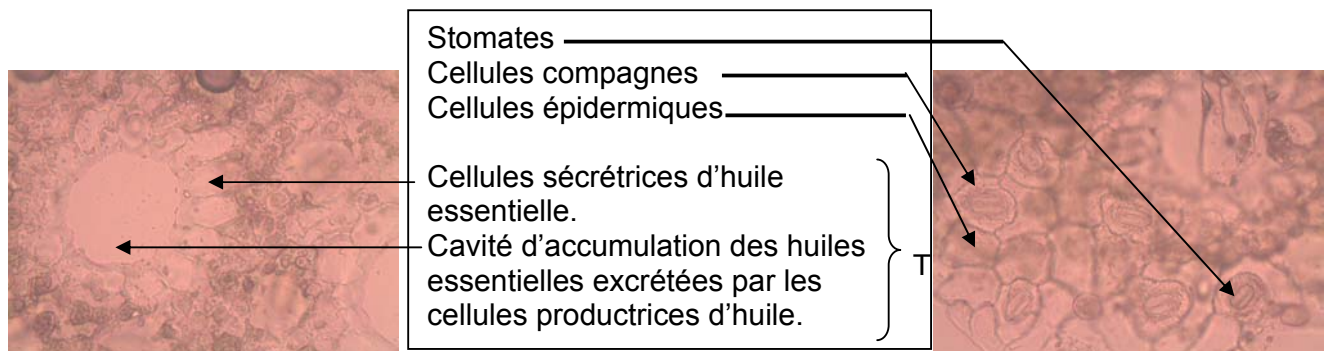 Stomates
Cellules compagnes
Cellules épidermiques
Cellules sécrétrices d’huile
essentielle.
Cavité d’accumulation des huiles
essentielles excrétées par les
cellules productrices d’huile.
T